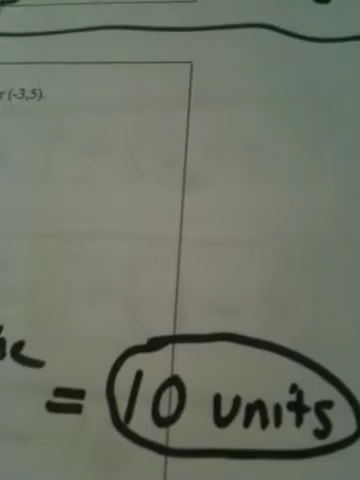 (-3,5).
= 10 units